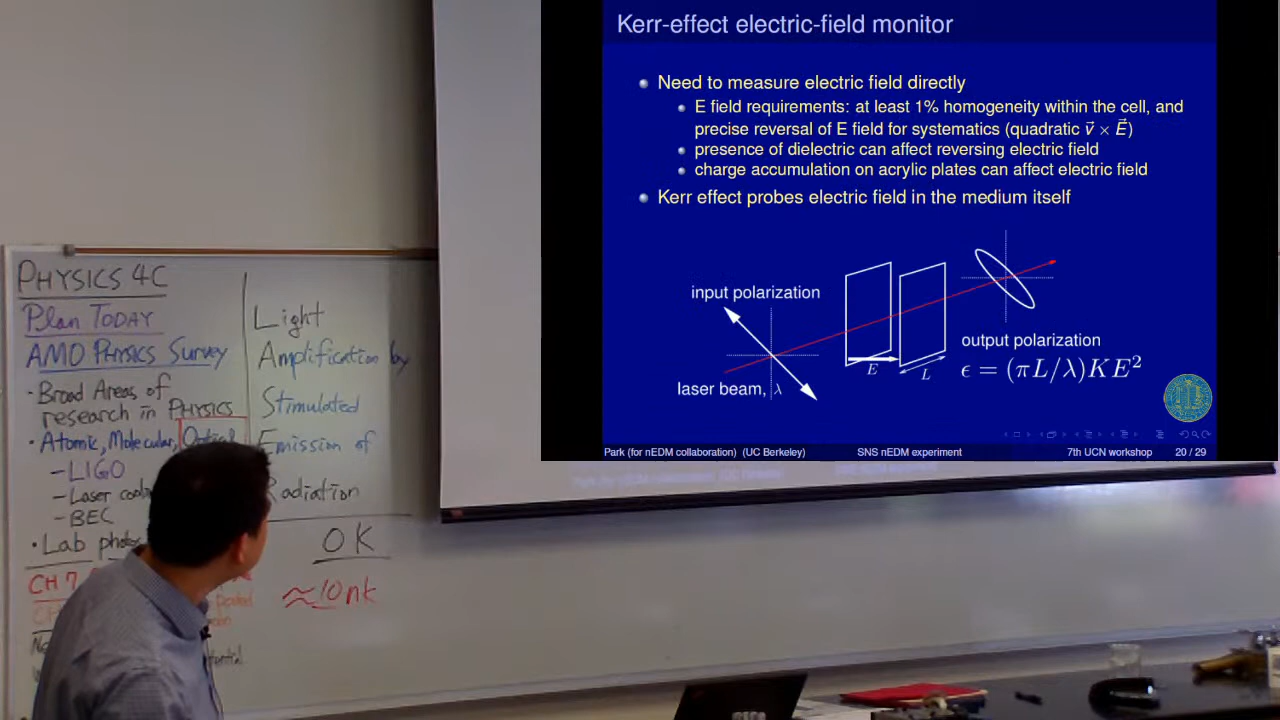 Kerr-effect electric-field monitor
Need to measure electric field directly
E field requirements: at least 1% homogeneity within the cell, and
precise reversal of E field for systematics (quadratic v⃗ × E⃗)
presence of dielectric can affect reversing electric field
charge accumulation on acrylic plates can affect electric field
Kerr effect probes electric field in the medium itself
input polarization
laser beam, λ
E
L
output polarization
ϵ = (πL/λ)KE²
Park (for nEDM collaboration) (UC Berkeley) SNS nEDM experiment 7th UCN workshop 20 / 29
PHYSICS 4C
Plan TODAY
AMO PHYSICS Survey
· Broad Areas of
research in PHYSICS
· Atomic, Molecular, Optical
– LIGO
– Laser
– BEC
· Lab
CH 7
Light
Amplification by
Stimulated
Emission of
Radiation
0 K
≈10nk